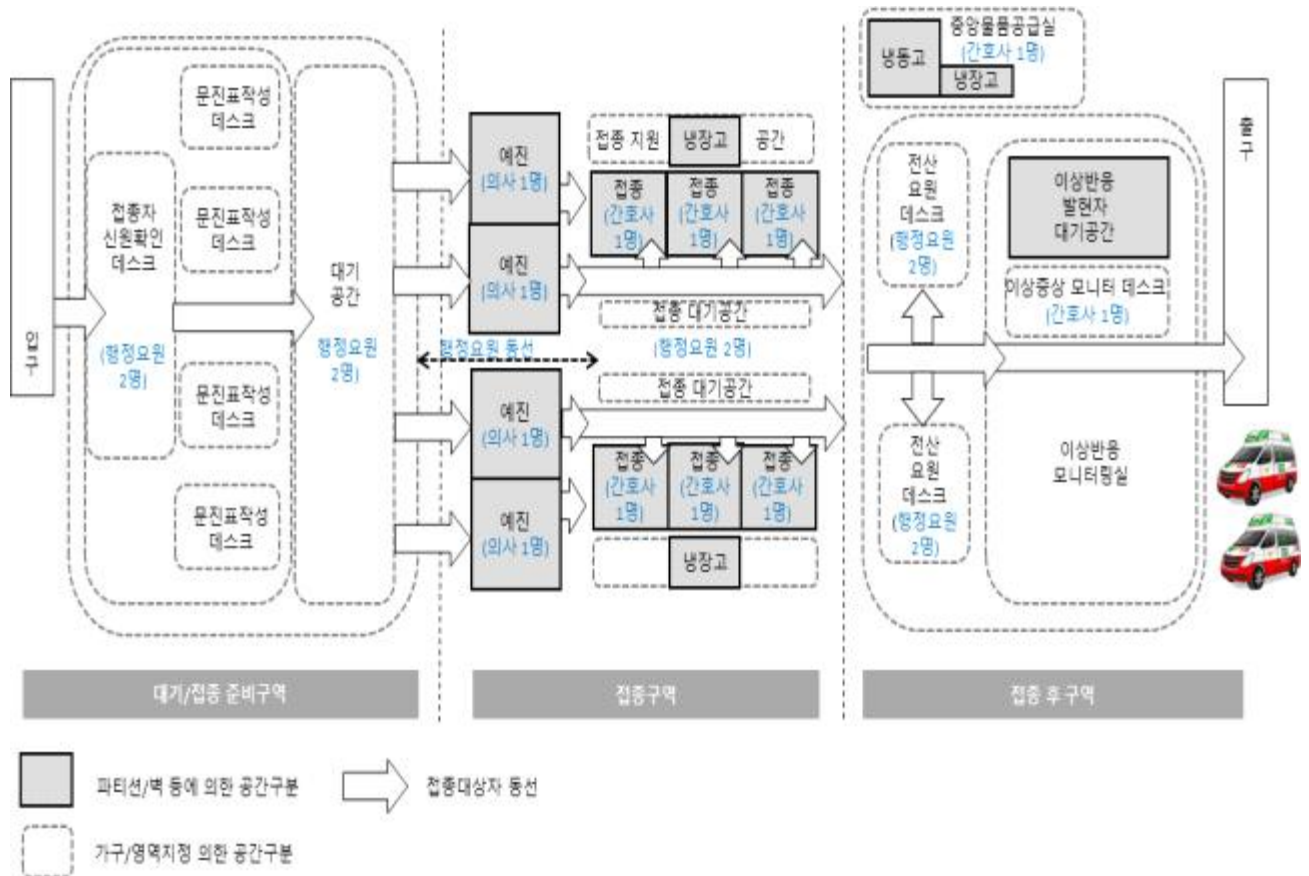 입구
접종자
신원확인
데스크
(행정요원
2명)
문진표작성
데스크
문진표작성
데스크
문진표작성
데스크
문진표작성
데스크
대기
공간
행정요원
2명)
예진
(의사 1명)
예진
(의사 1명)
행정요원 동선
예진
(의사 1명)
예진
(의사 1명)
접종 지원
냉장고
공간
접종
(간호사
1명)
접종
(간호사
1명)
접종
(간호사
1명)
접종 대기공간
(행정요원 2명)
접종 대기공간
접종
(간호사
1명)
접종
(간호사
1명)
접종
(간호사
1명)
냉장고
중앙물품공급실
(간호사 1명)
냉동고
냉장고
전산
요원
데스크
(행정요원
2명)
이상반응
발현자
대기공간
이상증상 모니터 데스크
(간호사 1명)
전산
요원
데스크
(행정요원
2명)
이상반응
모니터링실
출구
대기/접종 준비구역
접종구역
접종 후 구역
파티션/벽 등에 의한 공간구분
접종대상자 동선
가구/영역지정 의한 공간구분